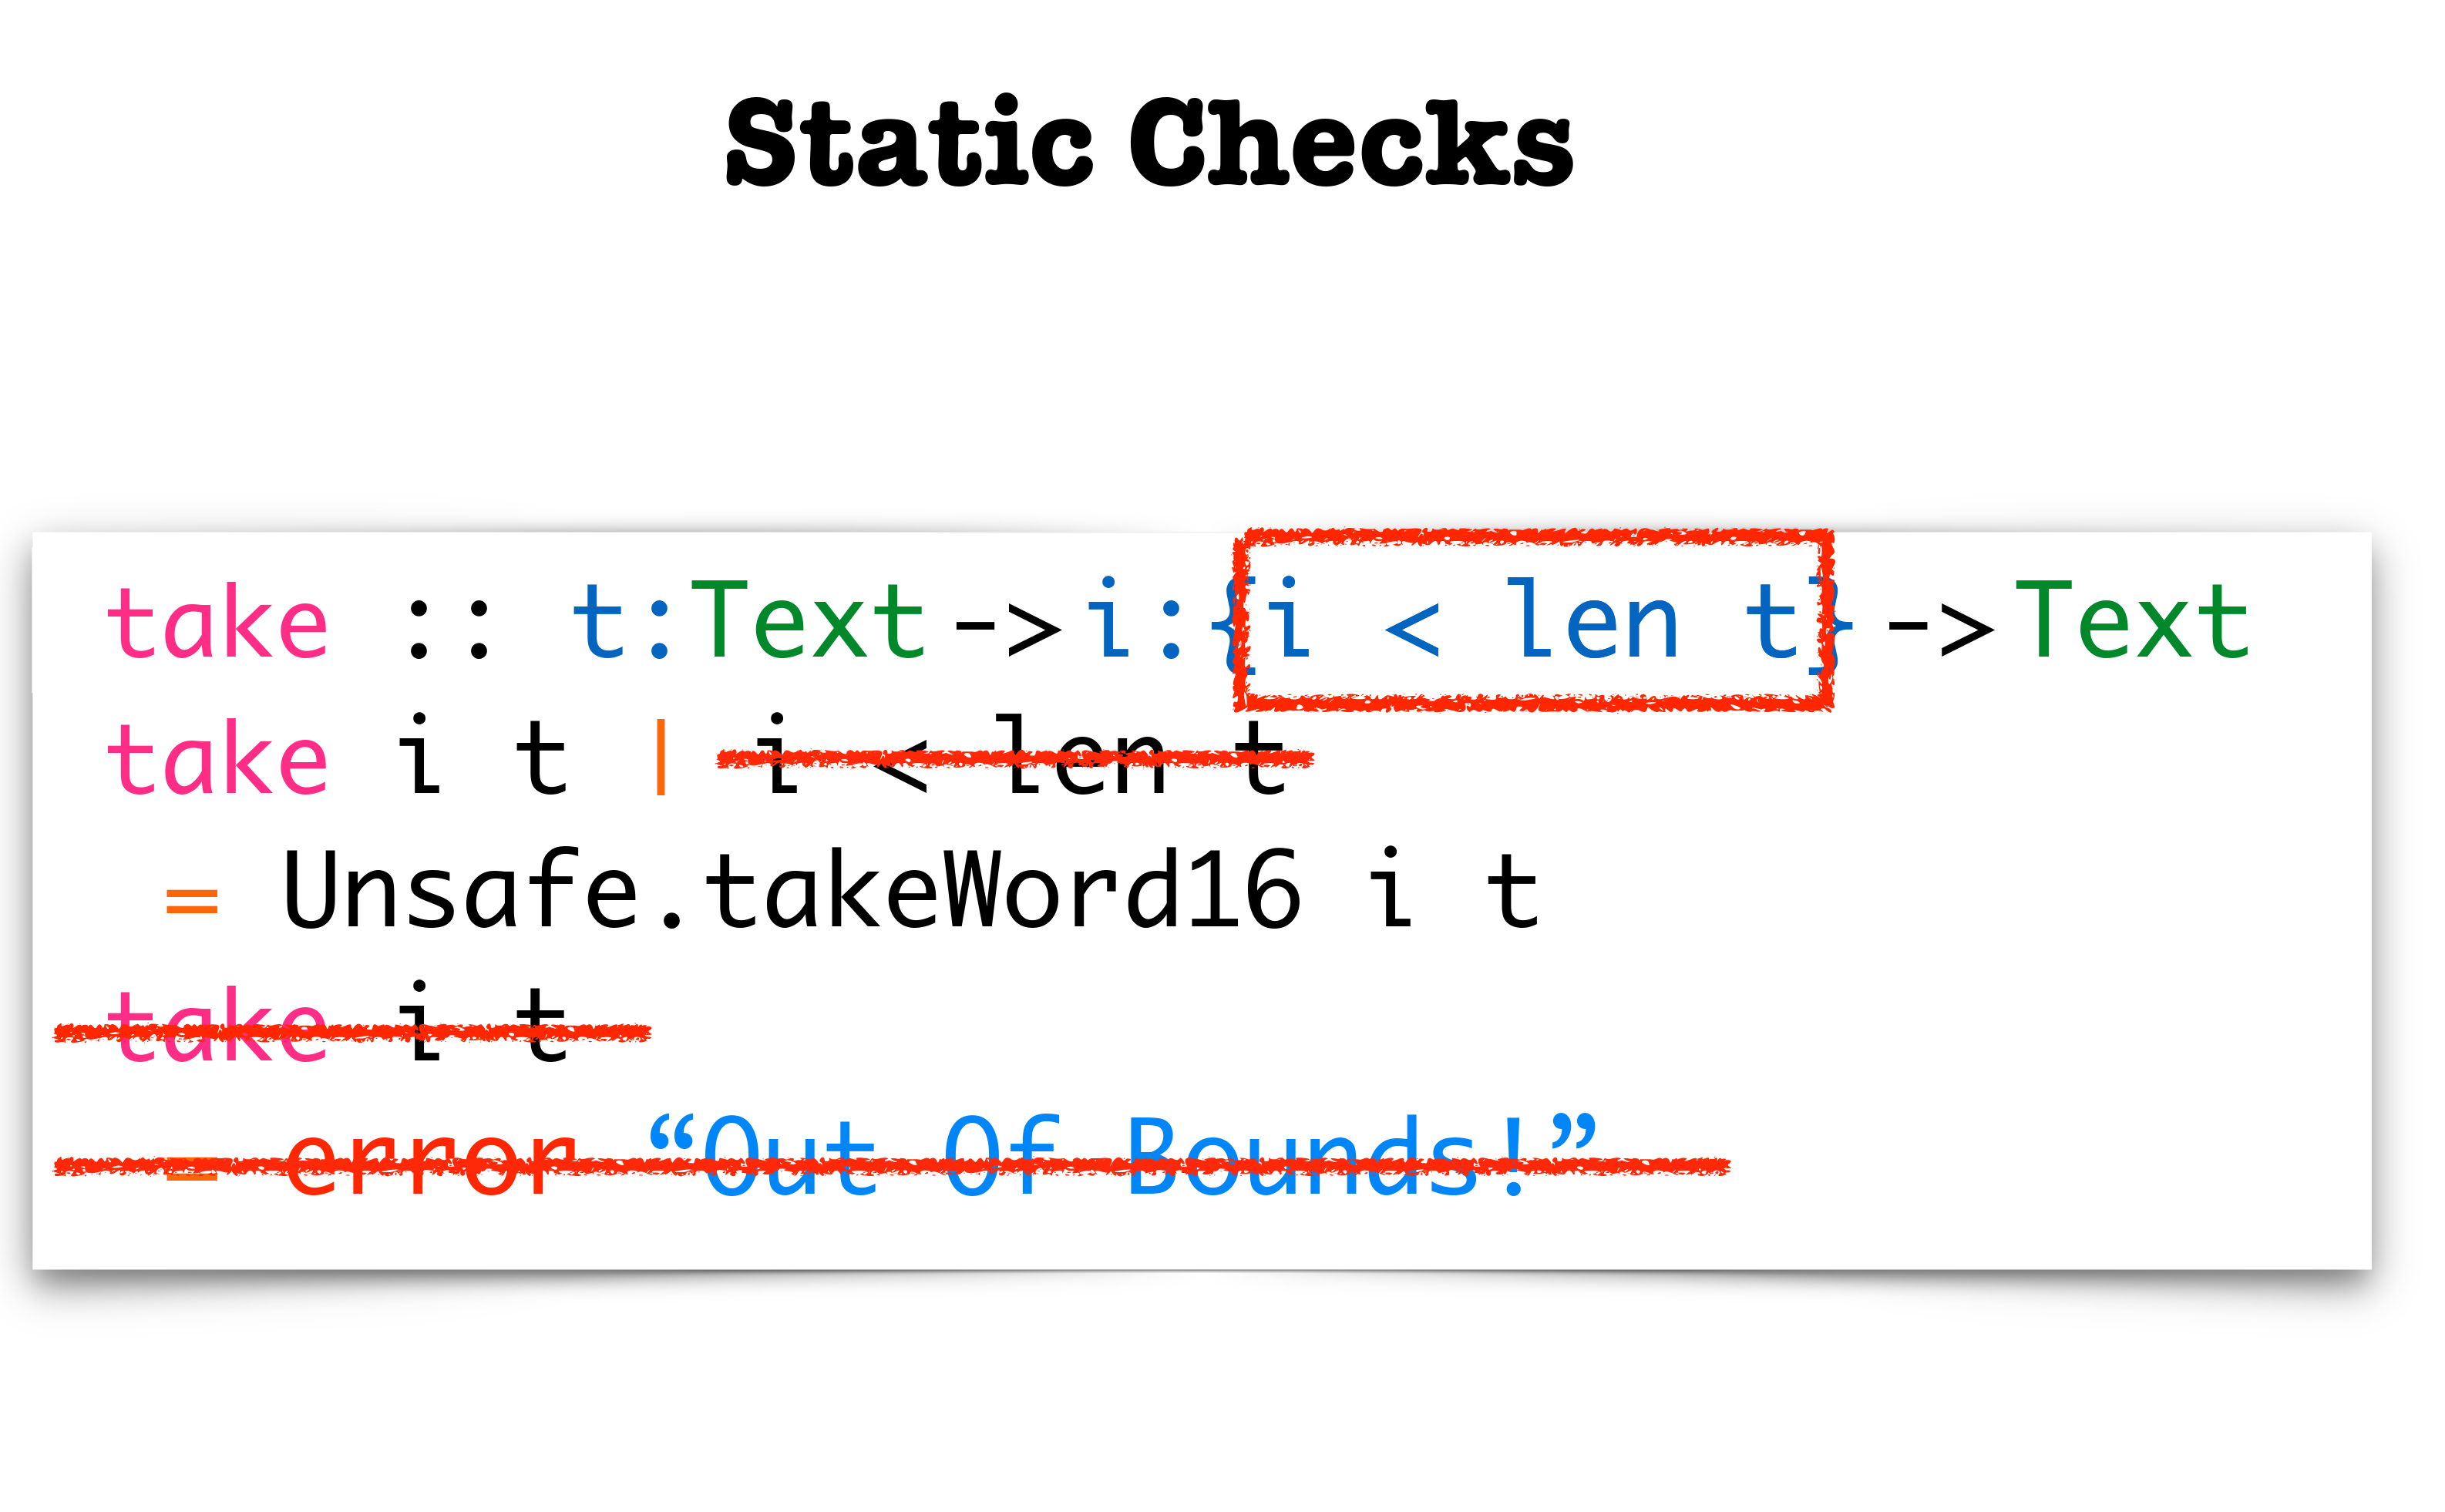 Static Checks
take :: t:Text->i:{i < len t}->Text
take i t | i < len t
= Unsafe.takeWord16 i t
take i t
= error “Out Of Bounds!”